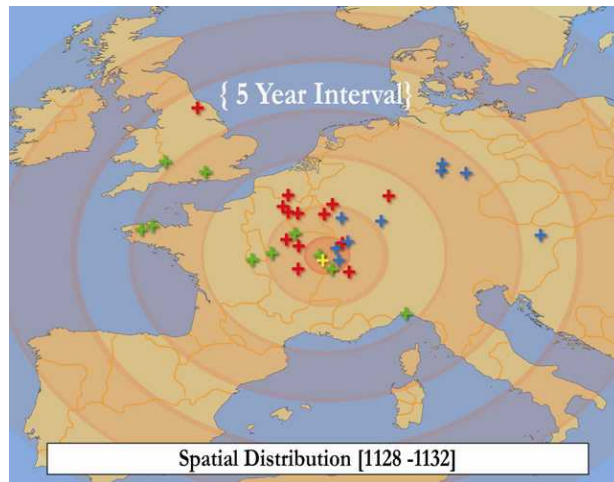 { 5 Year Interval}
Spatial Distribution [1128 -1132]